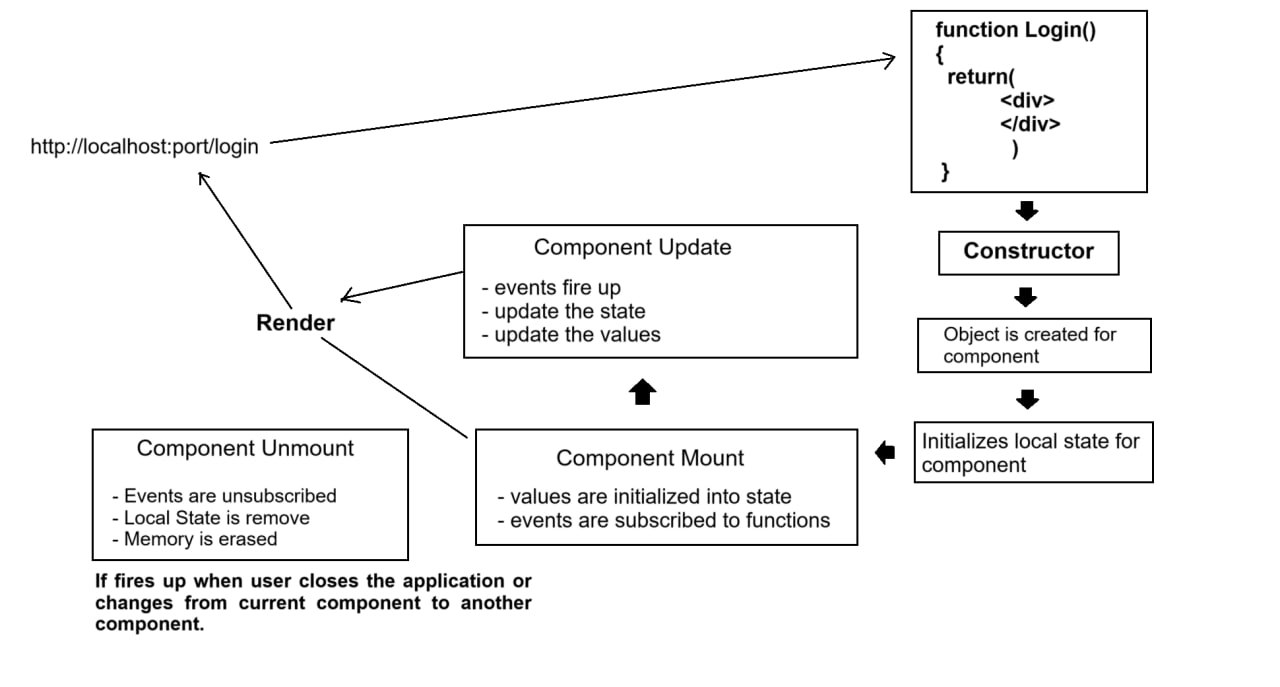 function Login()
{
return(
<div>
</div>
)
}
http://localhost:port/login
Constructor
Object is created for
component
Initializes local state for
component
Component Mount
- values are initialized into state
- events are subscribed to functions
Component Update
- events fire up
- update the state
- update the values
Render
Component Unmount
- Events are unsubscribed
- Local State is remove
- Memory is erased
If fires up when user closes the application or
changes from current component to another
component.